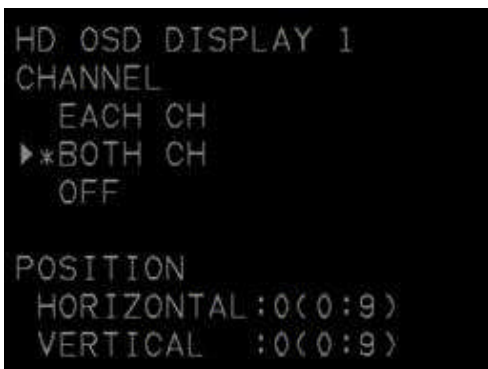 HD OSD DISPLAY 1
CHANNEL
EACH CH
▶*BOTH CH
OFF
POSITION
HORIZONTAL:0(0:9)
VERTICAL :0(0:9)